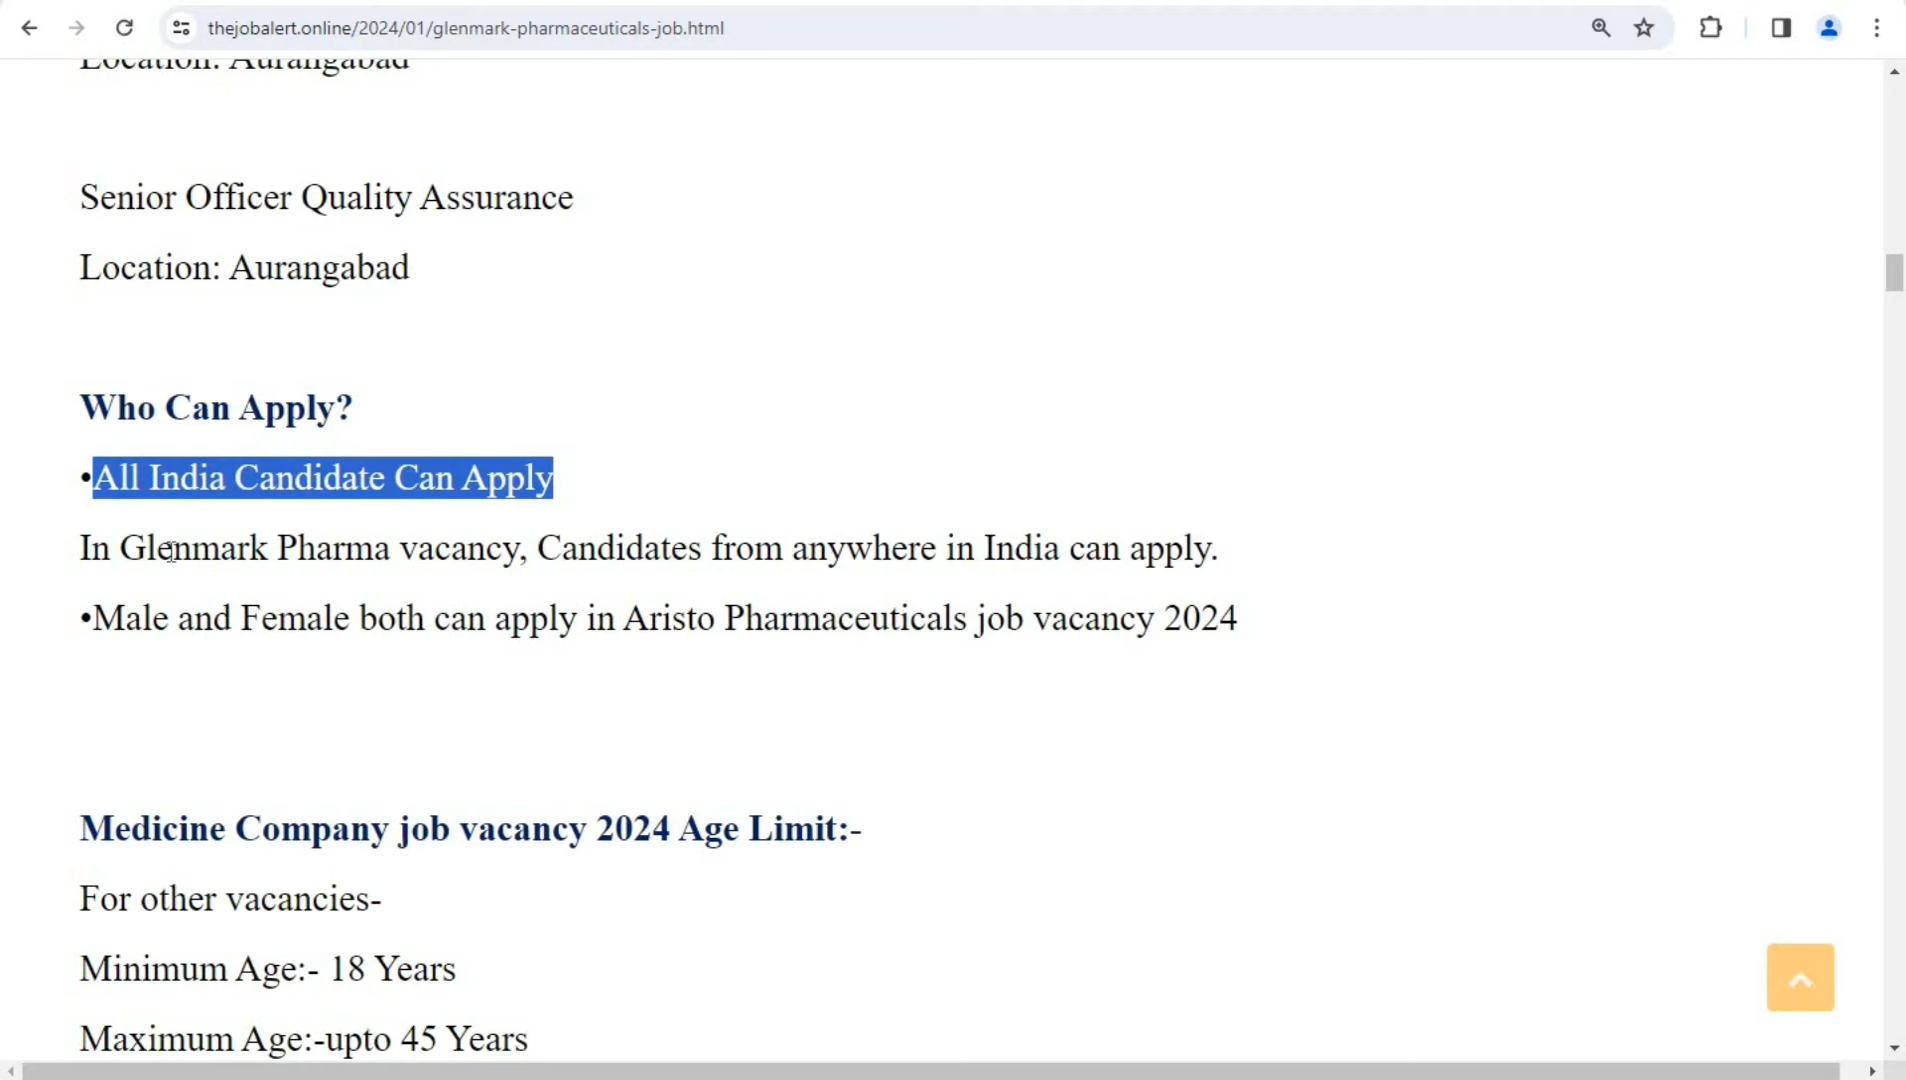 thejobalert.online/2024/01/glenmark-pharmaceuticals-job.html
Location: Aurangabad
Senior Officer Quality Assurance
Location: Aurangabad
Who Can Apply?
•All India Candidate Can Apply
In Glenmark Pharma vacancy, Candidates from anywhere in India can apply.
•Male and Female both can apply in Aristo Pharmaceuticals job vacancy 2024
Medicine Company job vacancy 2024 Age Limit:-
For other vacancies-
Minimum Age:- 18 Years
Maximum Age:-upto 45 Years